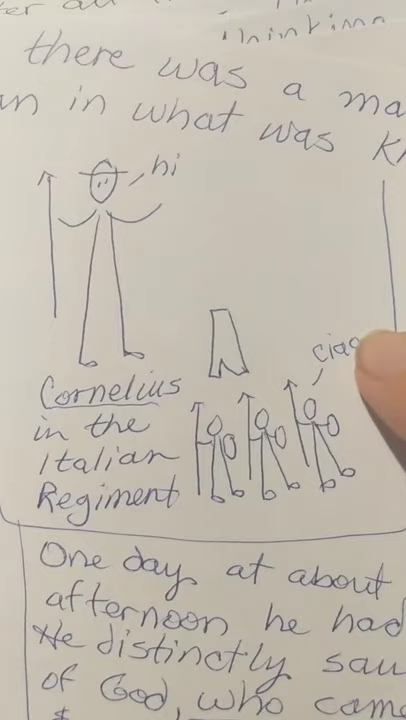 there was a
in what was
hi
ciao
Cornelius
in the
Italian
Regiment
One day at about
afternoon he had
He distinctly saw
of God, who came